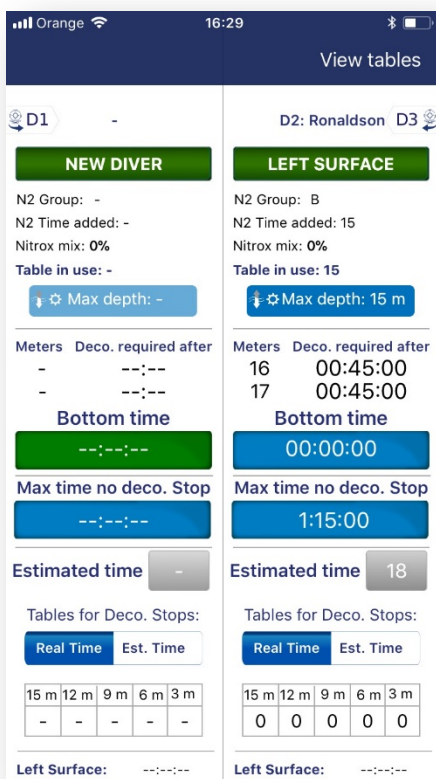 Orange 16:29
View tables
D1 -
D2: Ronaldson D3
NEW DIVER
LEFT SURFACE
N2 Group: -
N2 Group: B
N2 Time added: -
N2 Time added: 15
Nitrox mix: 0%
Nitrox mix: 0%
Table in use: -
Table in use: 15
Max depth: -
Max depth: 15 m
Meters Deco. required after
Meters Deco. required after
- --:--
16 00:45:00
- --:--
17 00:45:00
Bottom time
Bottom time
--:--:--
00:00:00
Max time no deco. Stop
Max time no deco. Stop
--:--:--
1:15:00
Estimated time -
Estimated time 18
Tables for Deco. Stops:
Tables for Deco. Stops:
Real Time Est. Time
Real Time Est. Time
15 m 12 m 9 m 6 m 3 m
15 m 12 m 9 m 6 m 3 m
- - - - -
0 0 0 0 0
Left Surface: --:--:--
Left Surface: --:--:--